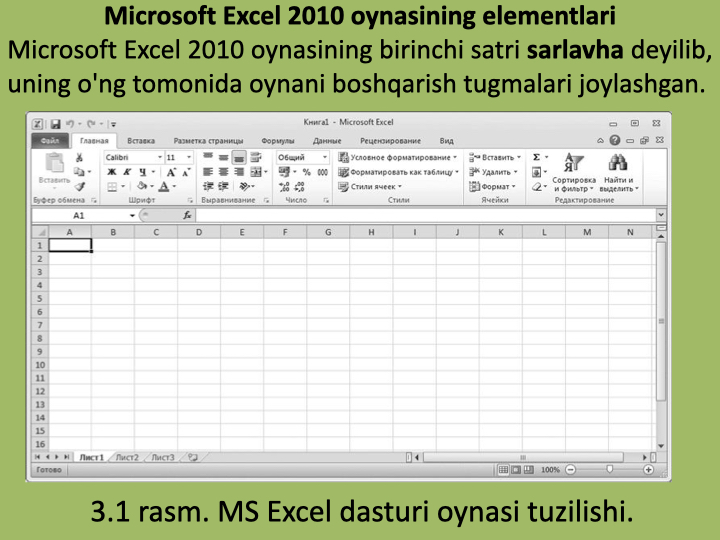 Microsoft Excel 2010 oynasining elementlari
Microsoft Excel 2010 oynasining birinchi satri sarlavha deyilib,
uning o'ng tomonida oynani boshqarish tugmalari joylashgan.
Книга1 - Microsoft Excel
Файл Главная Вставка Разметка страницы Формулы Данные Рецензирование Вид
Calibri 11 Общий Условное форматирование Вставить Σ
Вставить Ж К Ч A A % 000 Форматировать как таблицу Удалить Сортировка Найти и
A Стили ячеек Формат и фильтр выделить
Буфер обмена Шрифт Выравнивание Число Стили Ячейки Редактирование
A1 fx
A B C D E F G H I J K L M N
1
2
3
4
5
6
7
8
9
10
11
12
13
14
15
16
Лист1 Лист2 Лист3
Готово 100%
3.1 rasm. MS Excel dasturi oynasi tuzilishi.